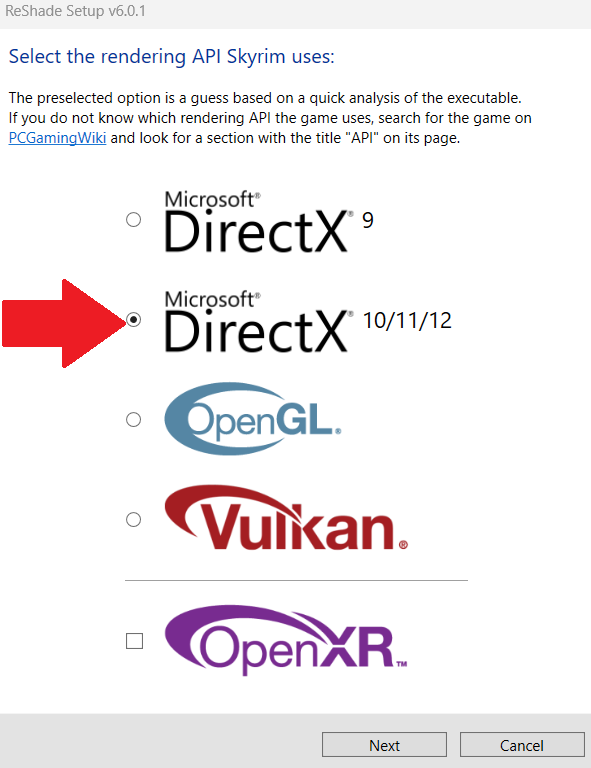 ReShade Setup v6.0.1
Select the rendering API Skyrim uses:
The preselected option is a guess based on a quick analysis of the executable.
If you do not know which rendering API the game uses, search for the game on
PCGamingWiki and look for a section with the title "API" on its page.
Microsoft®
DirectX® 9
Microsoft®
DirectX® 10/11/12
OpenGL®
Vulkan®
OpenXR™
Next Cancel